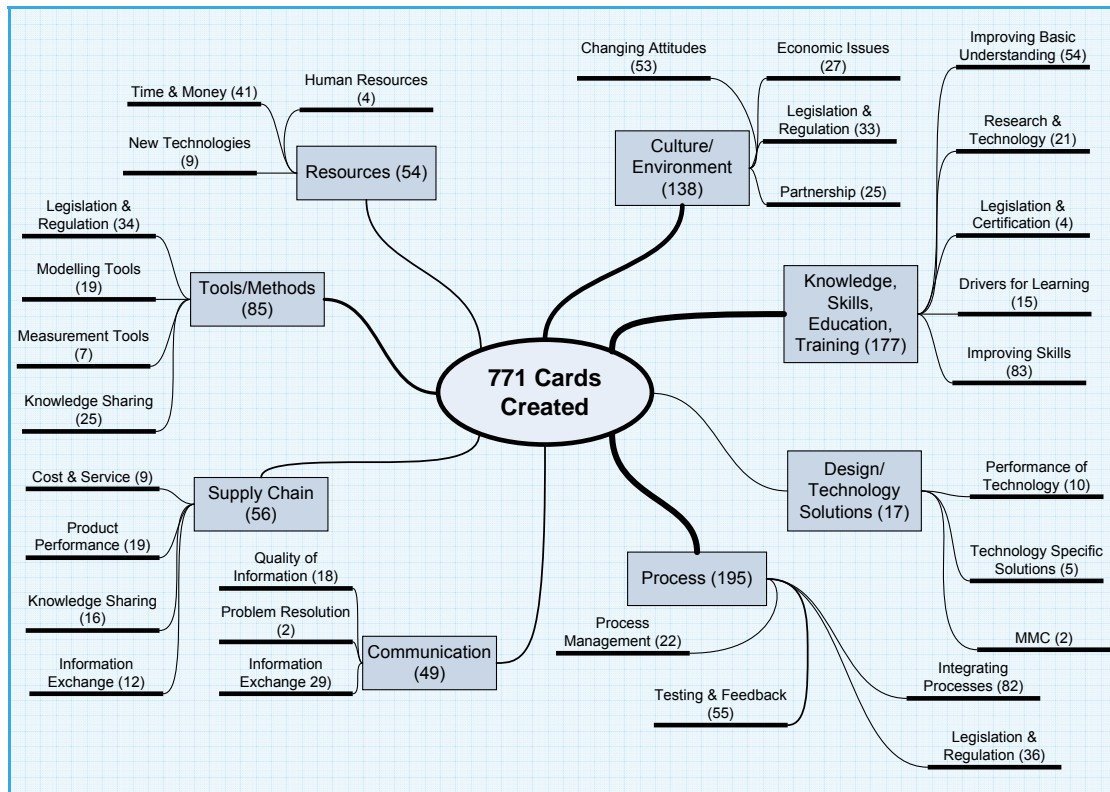 771 Cards
Created
Resources (54)
Time & Money (41)
Human Resources
(4)
New Technologies
(9)
Tools/Methods
(85)
Legislation &
Regulation (34)
Modelling Tools
(19)
Measurement Tools
(7)
Knowledge Sharing
(25)
Supply Chain
(56)
Cost & Service (9)
Product
Performance (19)
Knowledge Sharing
(16)
Information
Exchange (12)
Communication
(49)
Quality of
Information (18)
Problem Resolution
(2)
Information
Exchange 29)
Culture/
Environment
(138)
Changing Attitudes
(53)
Economic Issues
(27)
Legislation &
Regulation (33)
Partnership (25)
Knowledge,
Skills,
Education,
Training (177)
Improving Basic
Understanding (54)
Research &
Technology (21)
Legislation &
Certification (4)
Drivers for Learning
(15)
Improving Skills
(83)
Design/
Technology
Solutions (17)
Performance of
Technology (10)
Technology Specific
Solutions (5)
MMC (2)
Process (195)
Process
Management (22)
Testing & Feedback
(55)
Integrating
Processes (82)
Legislation &
Regulation (36)